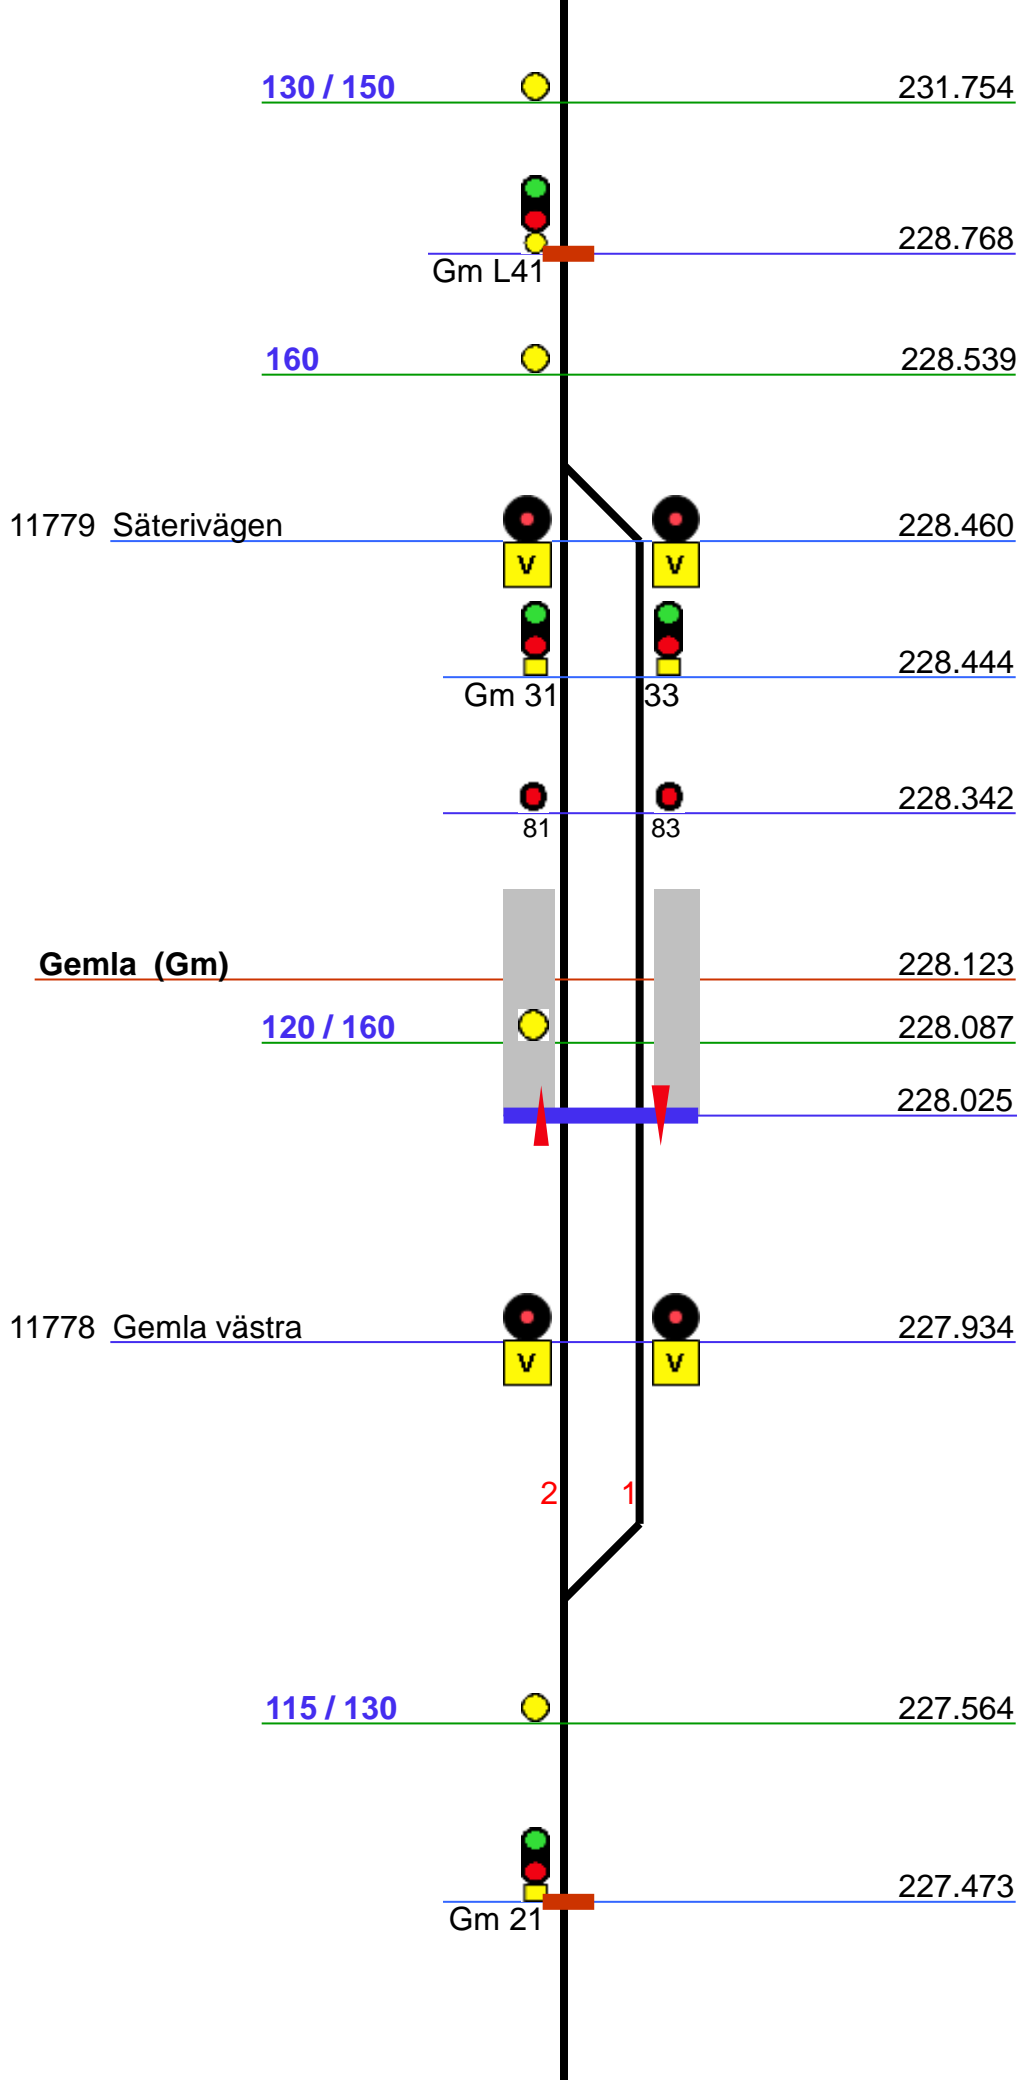 130 / 150 231.754
228.768
Gm L41
160 228.539
11779 Säterivägen 228.460
V V
228.444
Gm 31 33
228.342
81 83
Gemla (Gm) 228.123
120 / 160 228.087
228.025
11778 Gemla västra 227.934
V V
2 1
115 / 130 227.564
227.473
Gm 21